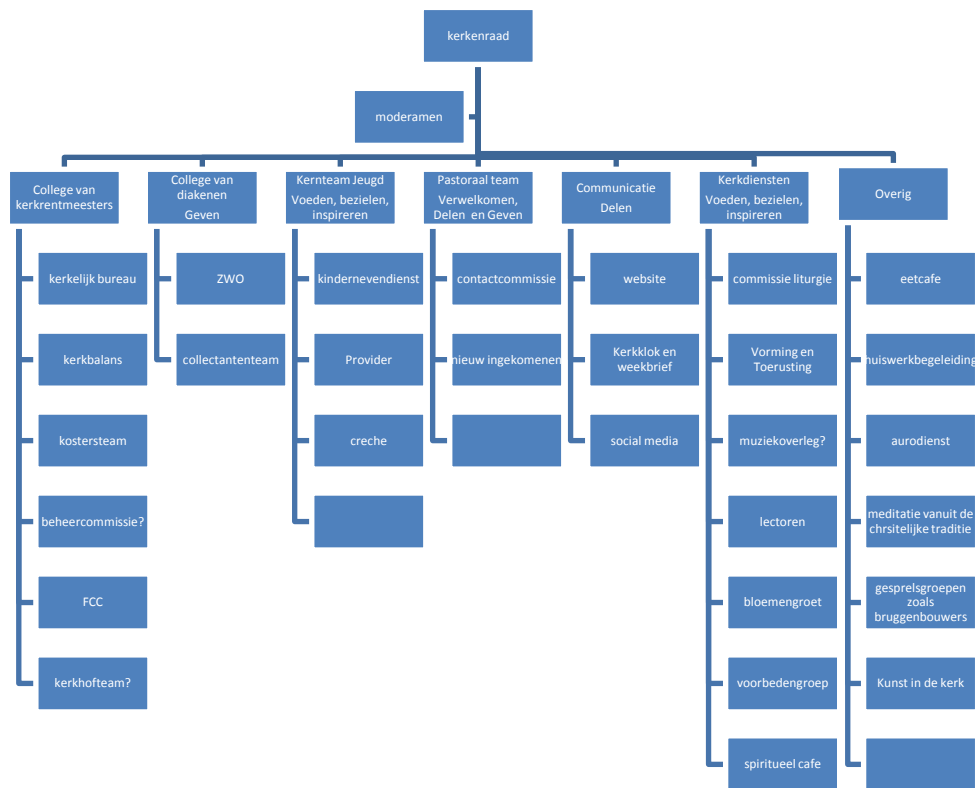 kerkenraad
moderamen
College van
kerkrentmeesters
College van
diakenen
Geven
Kernteam Jeugd
Voeden, bezielen,
inspireren
Pastoraal team
Verwelkomen,
Delen en Geven
Communicatie
Delen
Kerkdiensten
Voeden, bezielen,
inspireren
Overig
kerkelijk bureau
kerkbalans
kostersteam
beheercommissie?
FCC
kerkhofteam?
ZWO
collectantenteam
kindernevendienst
Provider
creche
contactcommissie
nieuw ingekomenen
website
Kerkklok en
weekbrief
social media
commissie liturgie
Vorming en
Toerusting
muziekoverleg?
lectoren
bloemengroet
voorbedengroep
spiritueel cafe
eetcafe
huiswerkbegeleiding
aurodienst
meditatie vanuit de
chrsitelijke traditie
gesprelsgroepen
zoals
bruggenbouwers
Kunst in de kerk